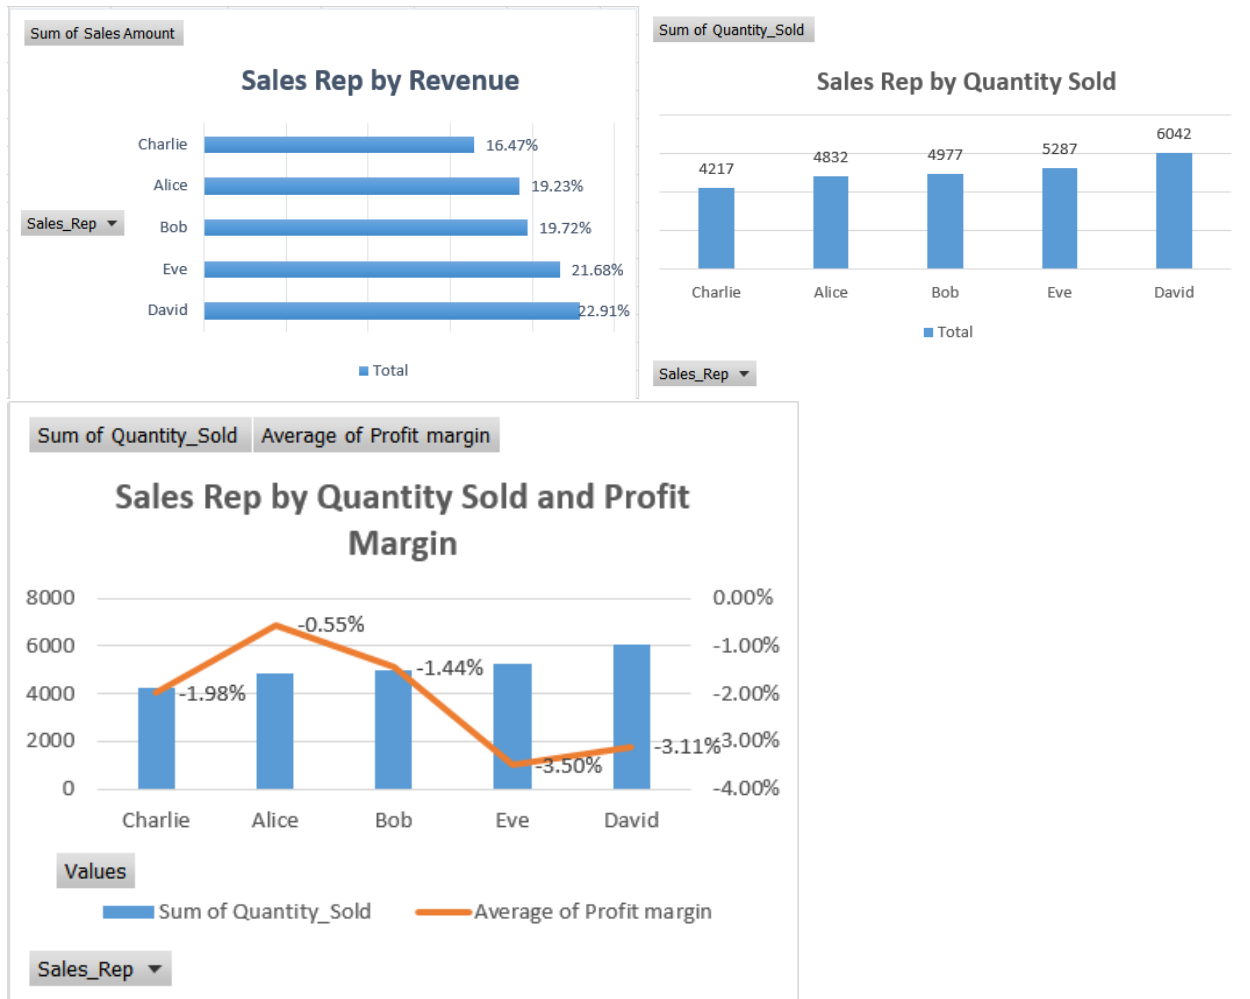 Sum of Sales Amount
Sales Rep by Revenue
Charlie 16.47%
Alice 19.23%
Sales_Rep
Bob 19.72%
Eve 21.68%
David 22.91%
Total
Sum of Quantity_Sold
Sales Rep by Quantity Sold
4217 4832 4977 5287 6042
Charlie Alice Bob Eve David
Total
Sales_Rep
Sum of Quantity_Sold Average of Profit margin
Sales Rep by Quantity Sold and Profit
Margin
8000 0.00%
-0.55%
6000 -1.00%
-1.44%
4000 -1.98% -2.00%
2000 -3.11% -3.00%
-3.50%
0 -4.00%
Charlie Alice Bob Eve David
Values
Sum of Quantity_Sold Average of Profit margin
Sales_Rep